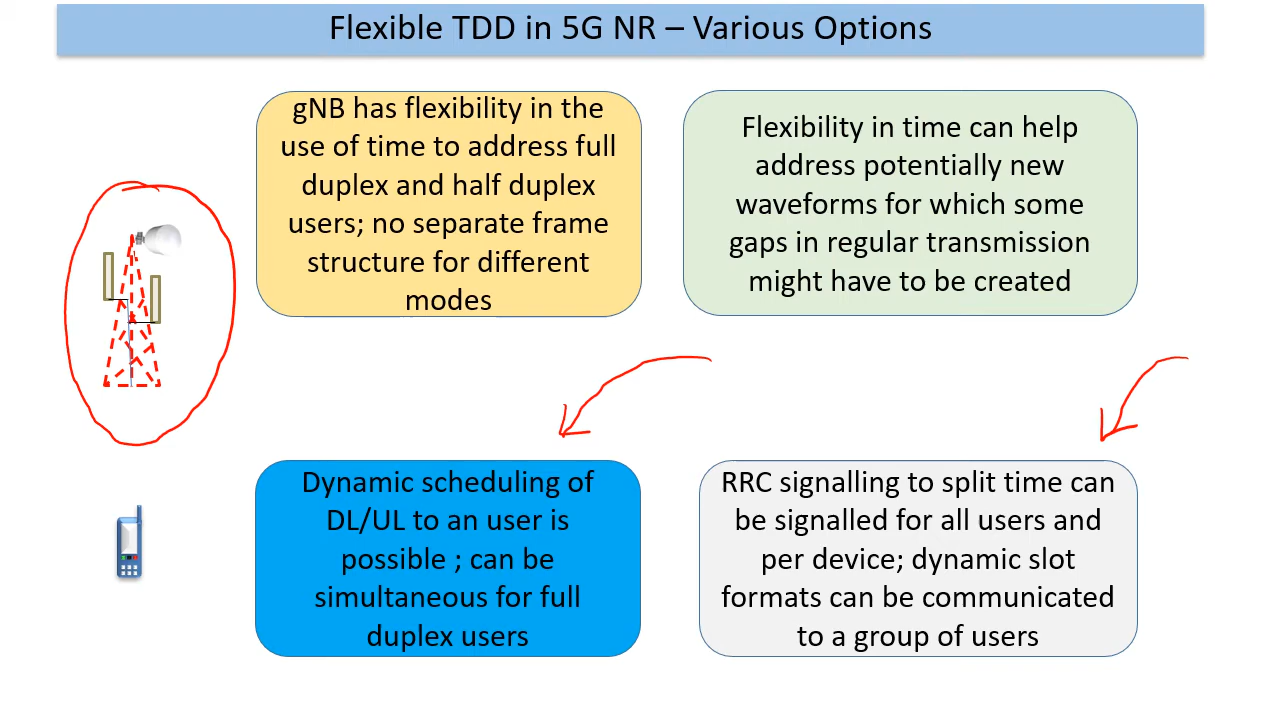 Flexible TDD in 5G NR – Various Options
gNB has flexibility in the
use of time to address full
duplex and half duplex
users; no separate frame
structure for different
modes
Flexibility in time can help
address potentially new
waveforms for which some
gaps in regular transmission
might have to be created
Dynamic scheduling of
DL/UL to an user is
possible ; can be
simultaneous for full
duplex users
RRC signalling to split time can
be signalled for all users and
per device; dynamic slot
formats can be communicated
to a group of users